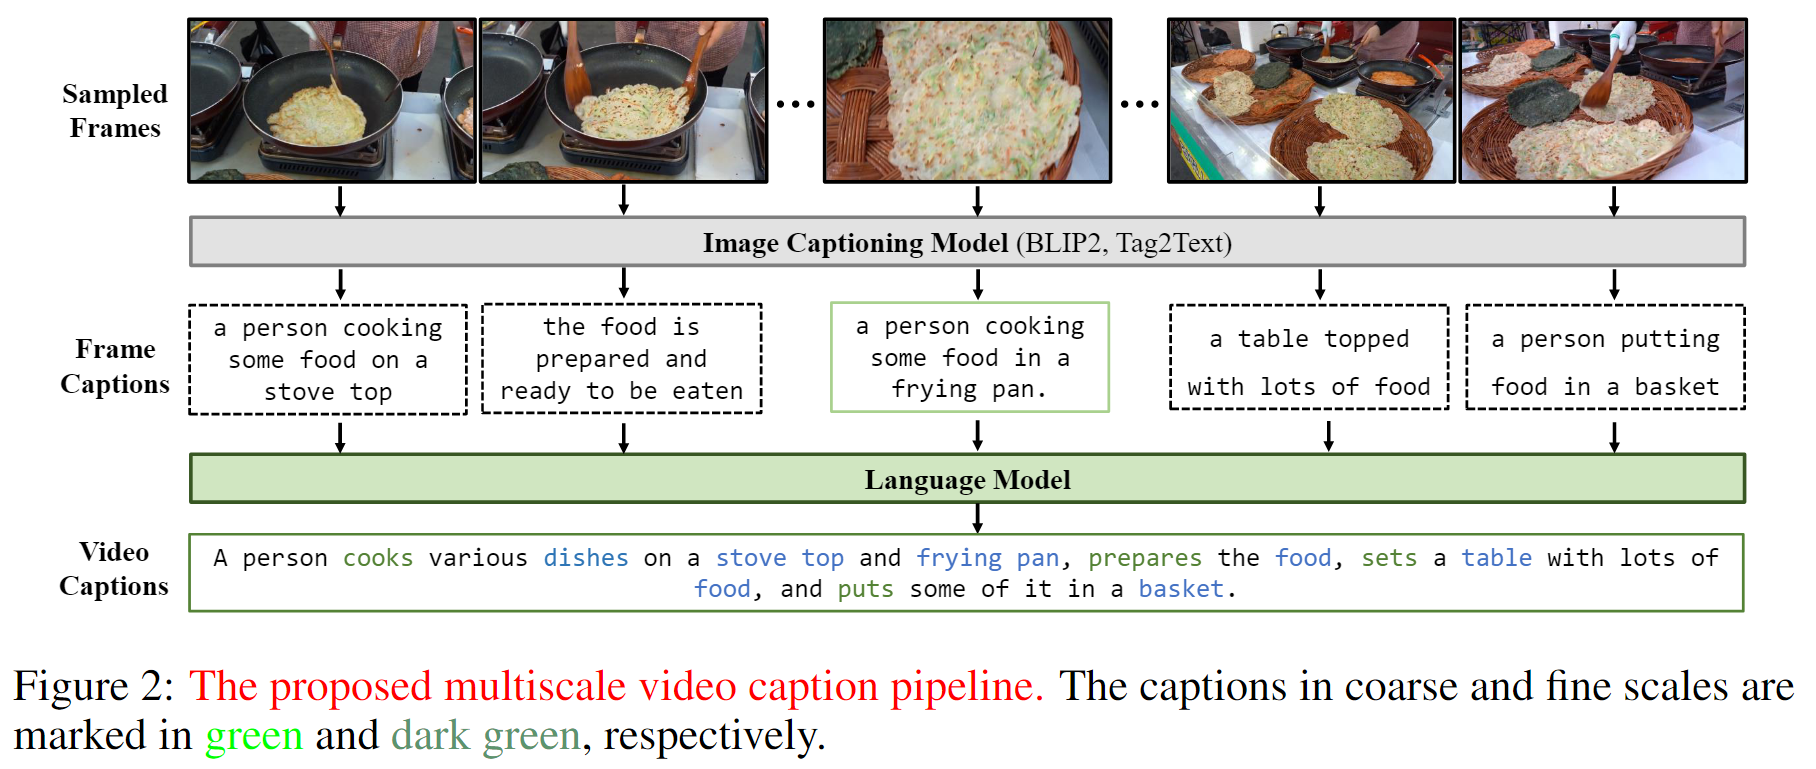 Sampled
Frames
Image Captioning Model (BLIP2, Tag2Text)
Frame
Captions
a person cooking
some food on a
stove top
the food is
prepared and
ready to be eaten
a person cooking
some food in a
frying pan.
a table topped
with lots of food
a person putting
food in a basket
Language Model
Video
Captions
A person cooks various dishes on a stove top and frying pan, prepares the food, sets a table with lots of
food, and puts some of it in a basket.
Figure 2: The proposed multiscale video caption pipeline. The captions in coarse and fine scales are
marked in green and dark green, respectively.